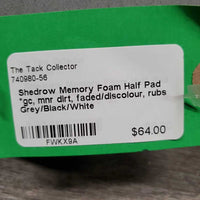 The Tack Collector
740980-56
Shedrow Memory Foam Half Pad
*gc, mnr dirt, faded/discolour, rubs
Grey/Black/White
$64.00
FWKX9A